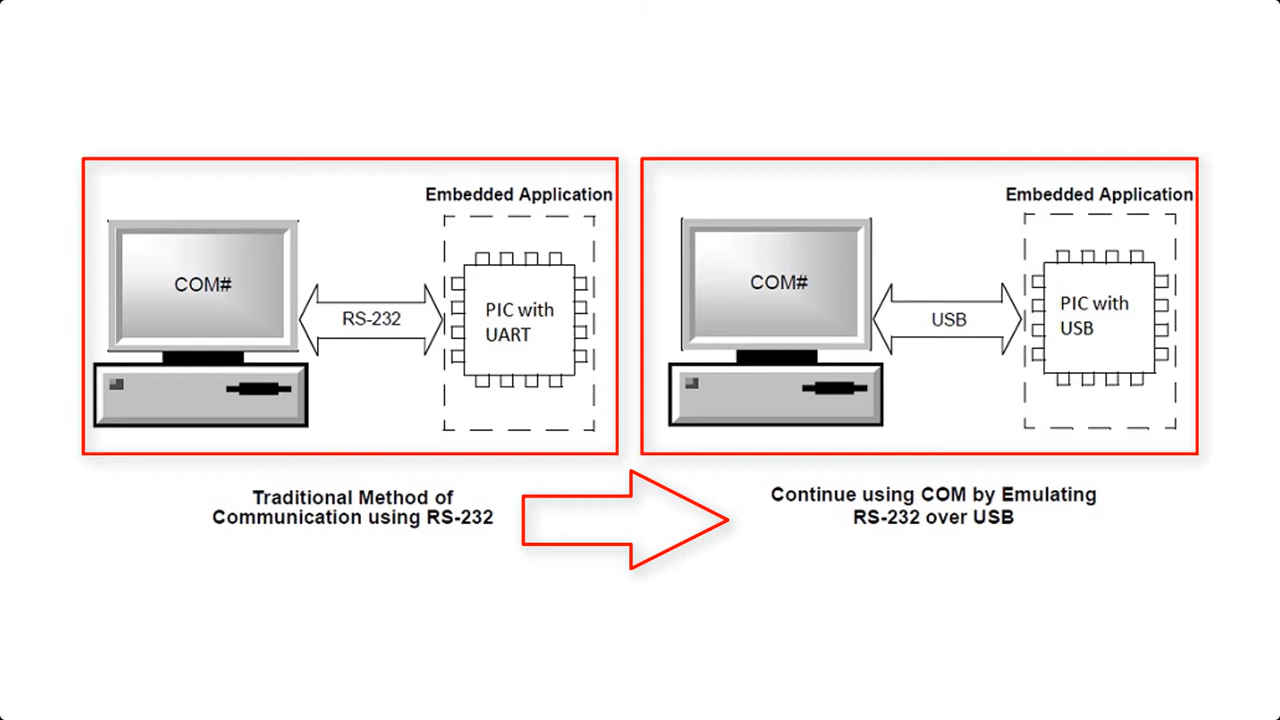 Embedded Application
COM#
RS-232
PIC with
UART
Traditional Method of
Communication using RS-232
Embedded Application
COM#
USB
PIC with
USB
Continue using COM by Emulating
RS-232 over USB